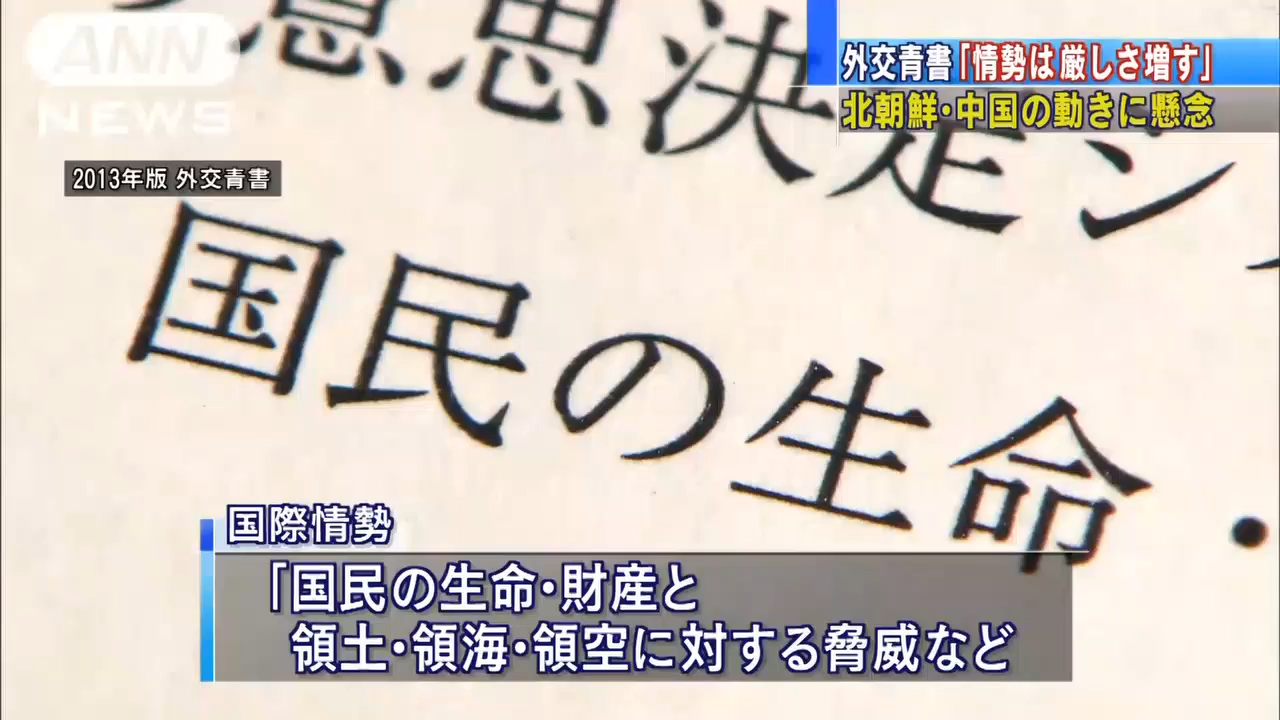 ANN
NEWS
外交青書「情勢は厳しさ増す」
北朝鮮・中国の動きに懸念
2013年版 外交青書
意思決定シ
国民の生命・
国際情勢
「国民の生命・財産と
領土・領海・領空に対する脅威など